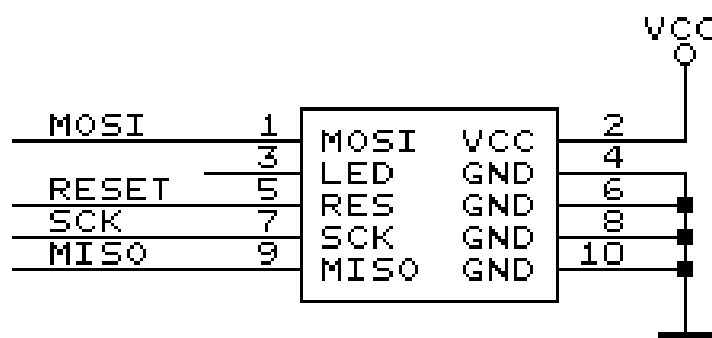 VCC
MOSI 1 MOSI VCC 2
3 LED GND 4
RESET 5 RES GND 6
SCK 7 SCK GND 8
MISO 9 MISO GND 10